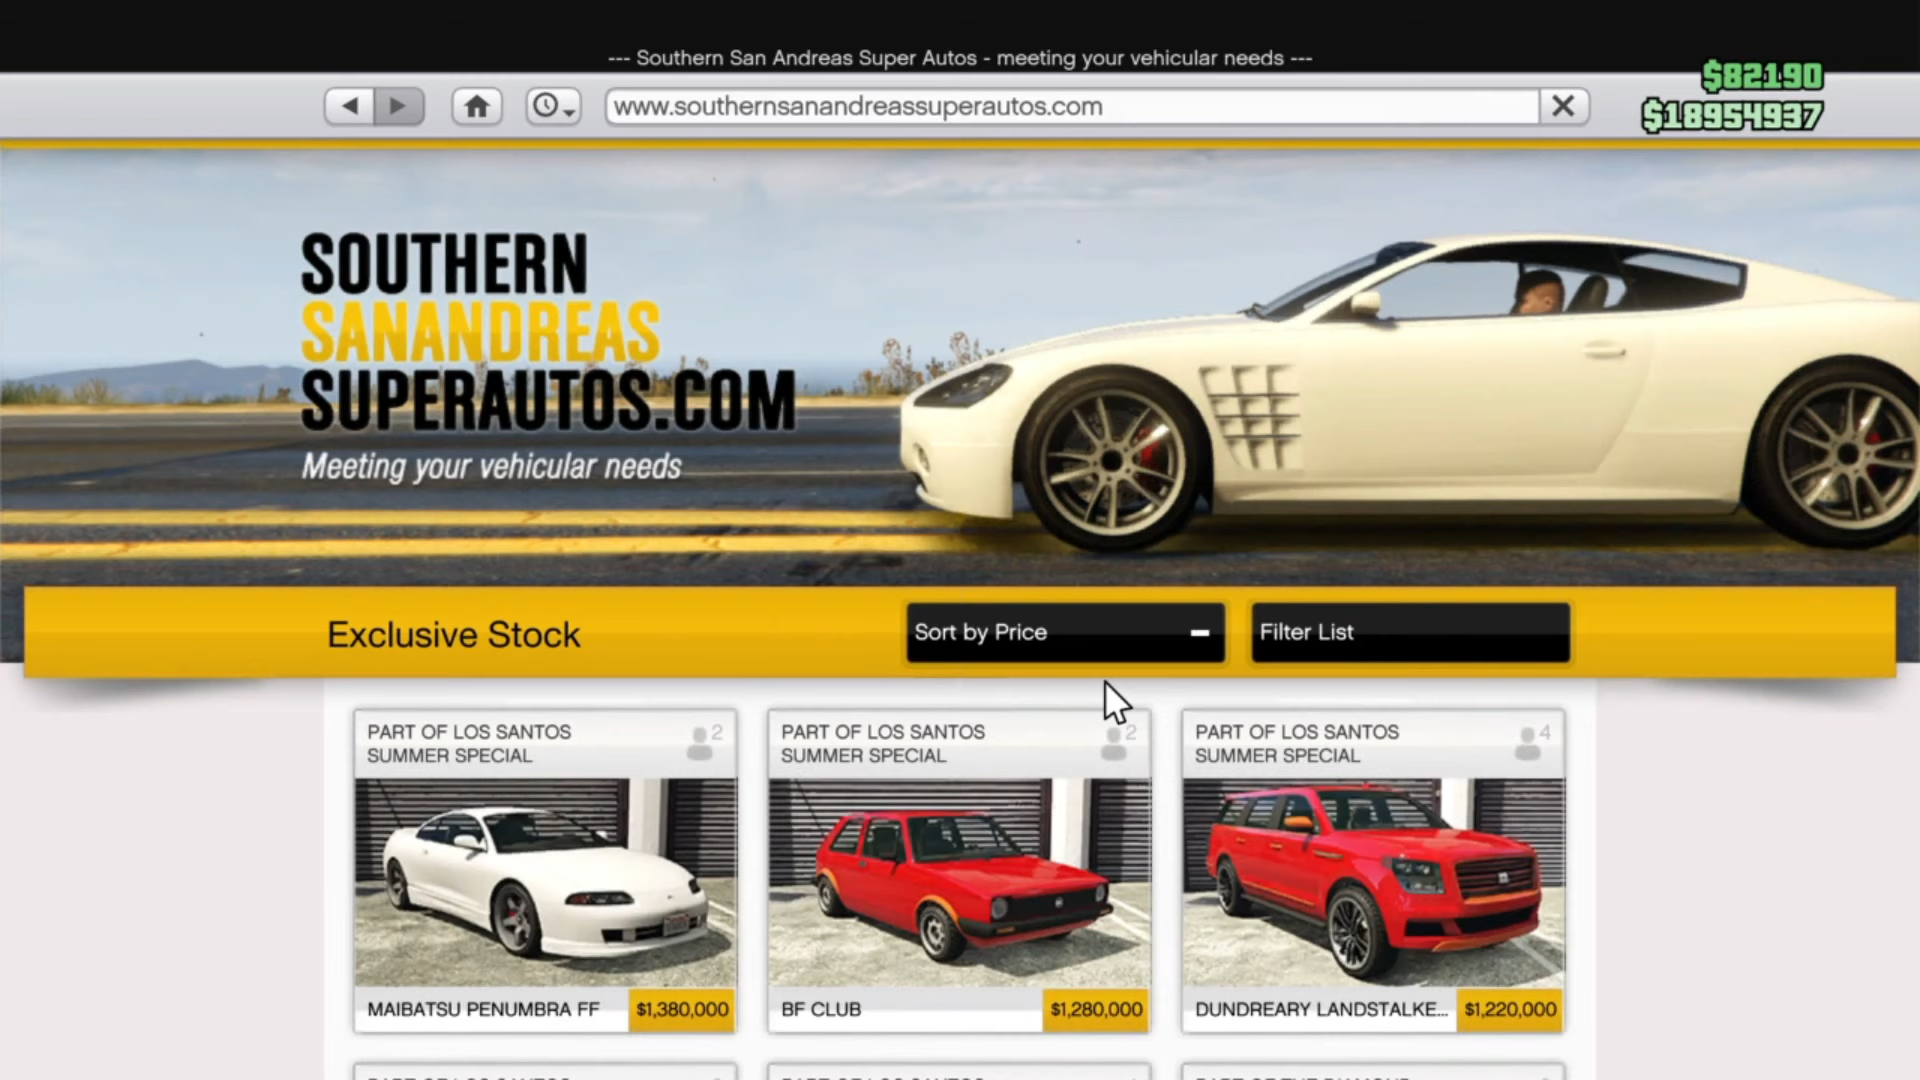 --- Southern San Andreas Super Autos - meeting your vehicular needs ---
$82190
www.southernsanandreassuperautos.com
$18954937
SOUTHERN
SANANDREAS
SUPERAUTOS.COM
Meeting your vehicular needs
Exclusive Stock
Sort by Price
Filter List
PART OF LOS SANTOS
SUMMER SPECIAL
2
PART OF LOS SANTOS
SUMMER SPECIAL
2
PART OF LOS SANTOS
SUMMER SPECIAL
4
MAIBATSU PENUMBRA FF
$1,380,000
BF CLUB
$1,280,000
DUNDREARY LANDSTALKE...
$1,220,000